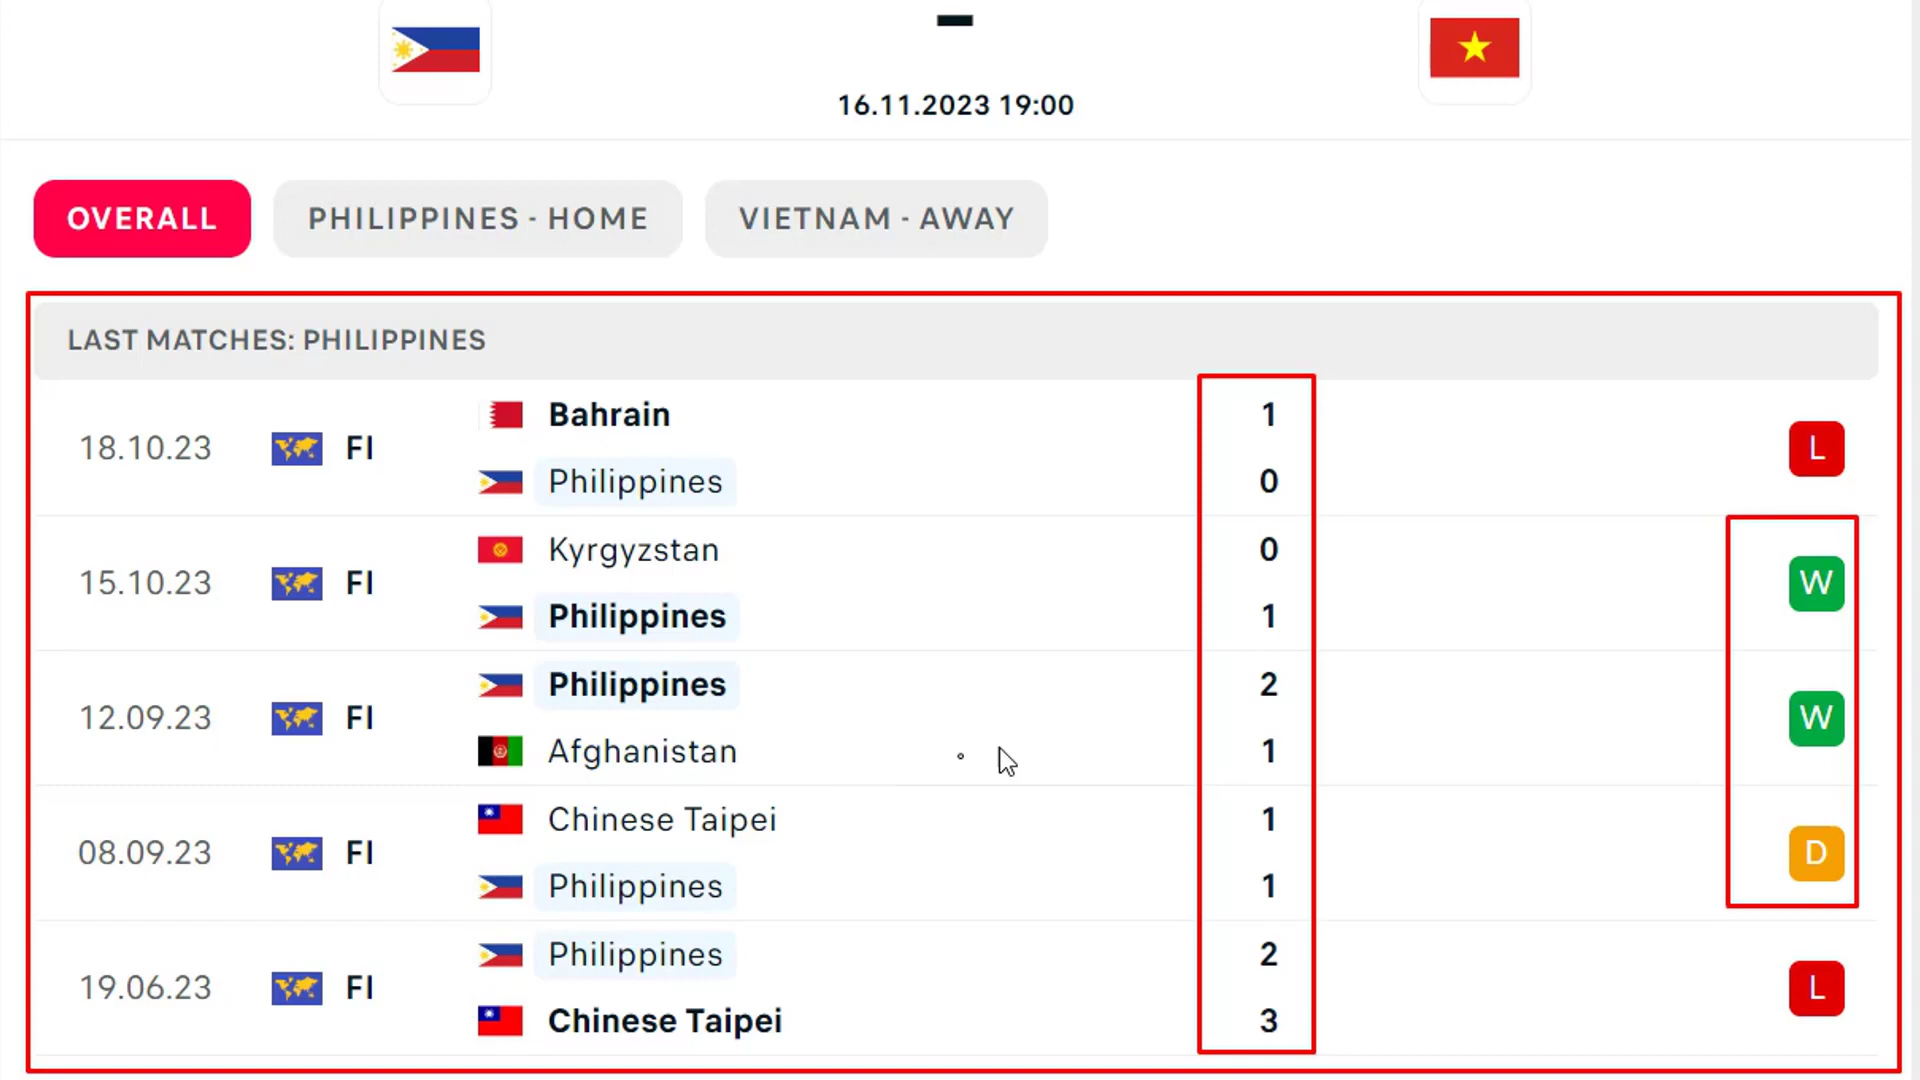 -
16.11.2023 19:00
OVERALL
PHILIPPINES - HOME
VIETNAM - AWAY
LAST MATCHES: PHILIPPINES
18.10.23 FI Bahrain 1
Philippines 0
L
15.10.23 FI Kyrgyzstan 0
Philippines 1
W
12.09.23 FI Philippines 2
Afghanistan 1
W
08.09.23 FI Chinese Taipei 1
Philippines 1
D
19.06.23 FI Philippines 2
Chinese Taipei 3
L